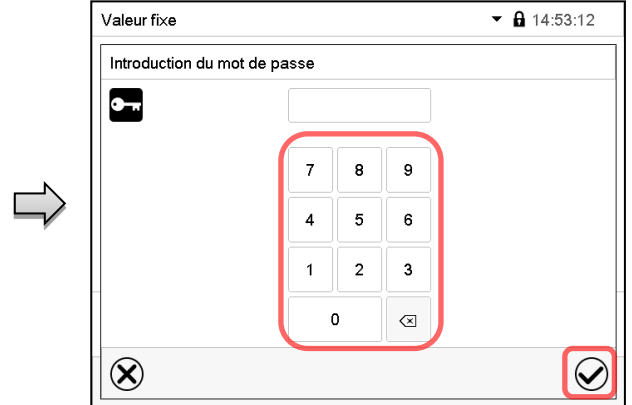 Valeur fixe 14:53:12
Introduction du mot de passe
7 8 9
4 5 6
1 2 3
0